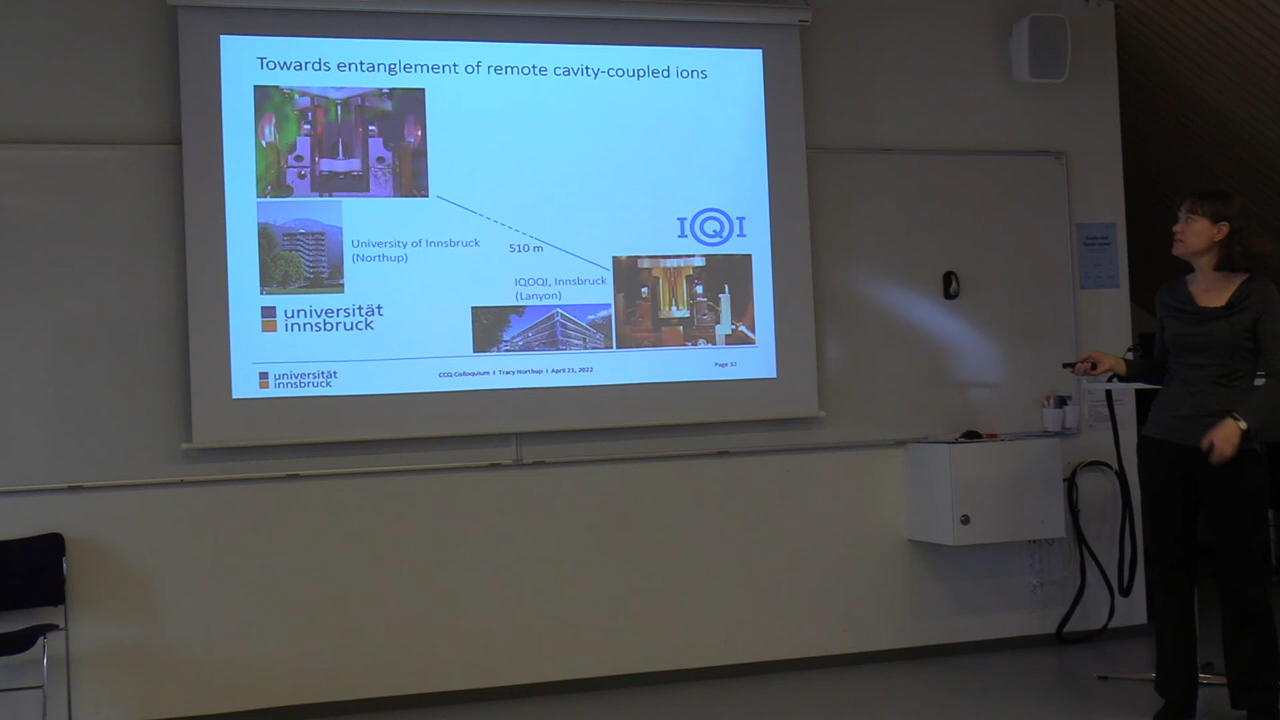 Towards entanglement of remote cavity-coupled ions
University of Innsbruck
(Northup)
510 m
IQOQI
IQOQI, Innsbruck
(Lanyon)
universität
innsbruck
universität
innsbruck
CCQ Colloquium I Tracy Northup I April 21, 2022
Page 52